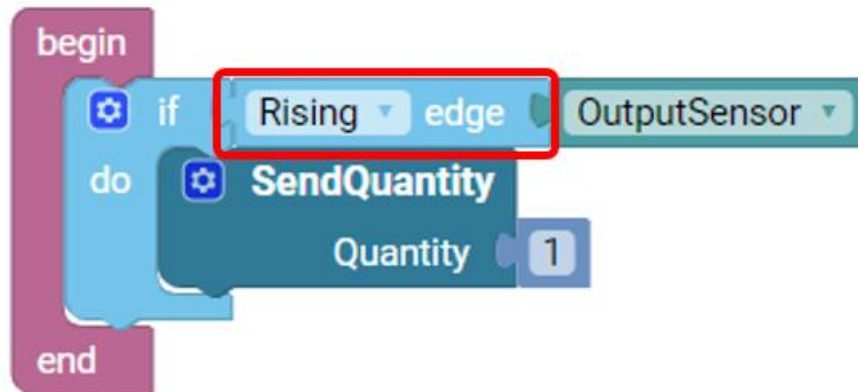 begin
if Rising edge OutputSensor
do SendQuantity
Quantity 1
end